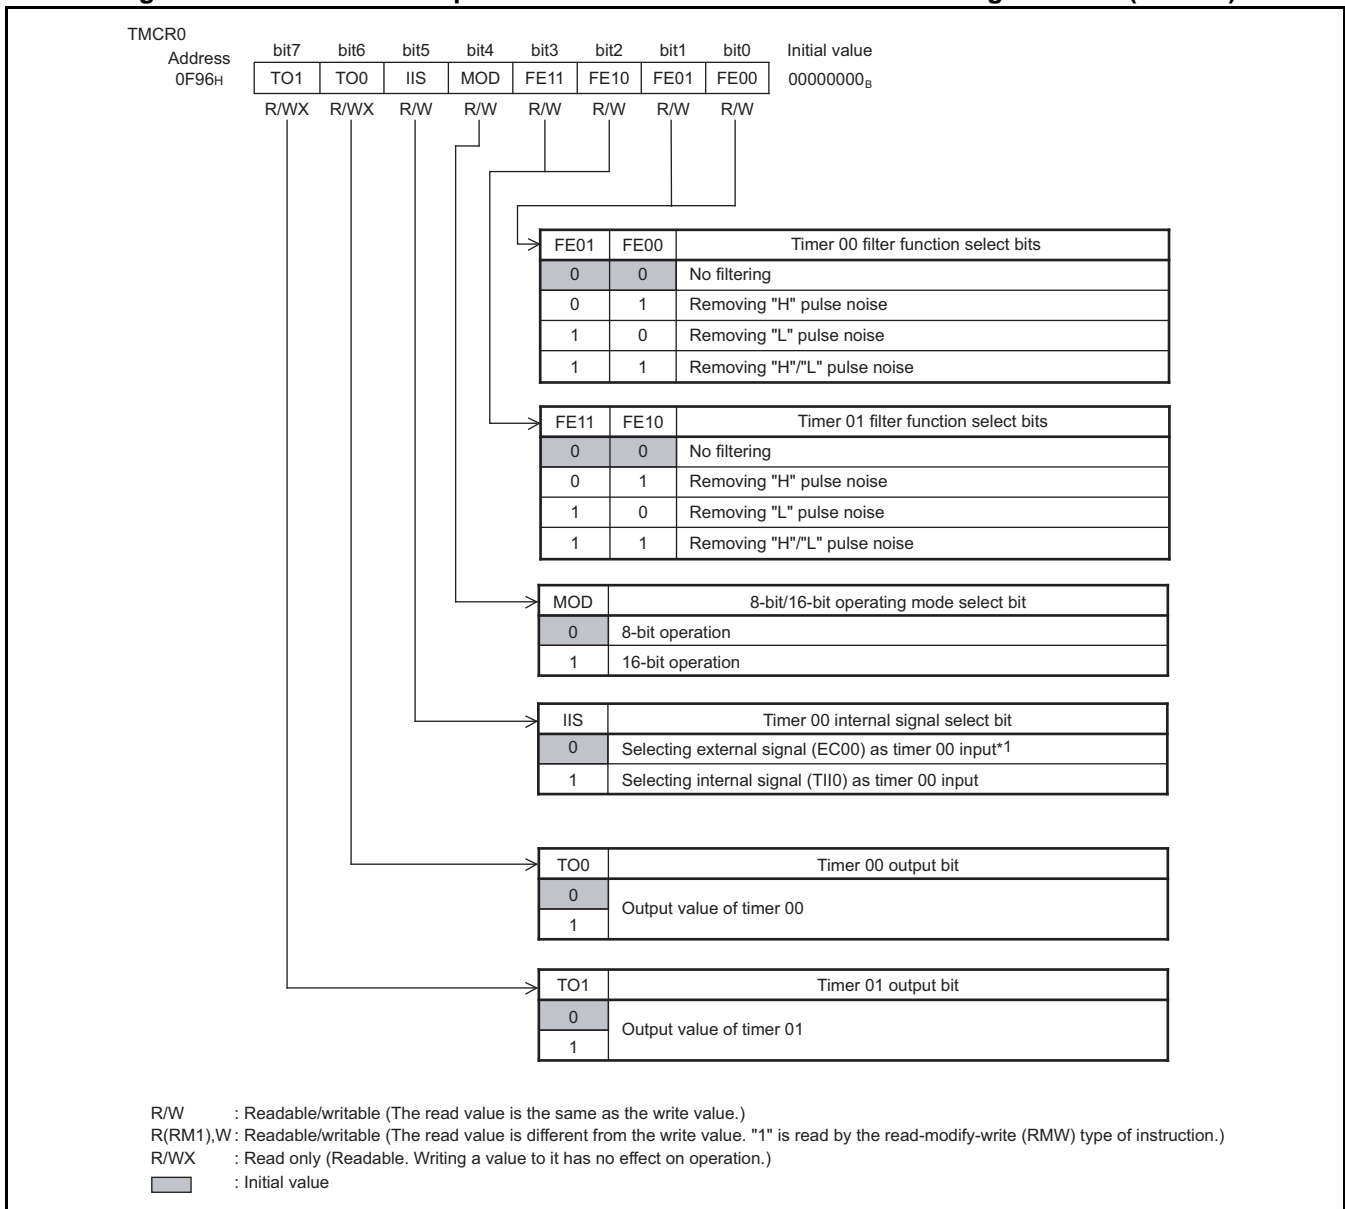 TMCR0
Address bit7 bit6 bit5 bit4 bit3 bit2 bit1 bit0 Initial value
0F96H TO1 TO0 IIS MOD FE11 FE10 FE01 FE00 00000000B
R/WX R/WX R/W R/W R/W R/W R/W R/W
FE01 FE00 Timer 00 filter function select bits
0 0 No filtering
0 1 Removing "H" pulse noise
1 0 Removing "L" pulse noise
1 1 Removing "H"/"L" pulse noise
FE11 FE10 Timer 01 filter function select bits
0 0 No filtering
0 1 Removing "H" pulse noise
1 0 Removing "L" pulse noise
1 1 Removing "H"/"L" pulse noise
MOD 8-bit/16-bit operating mode select bit
0 8-bit operation
1 16-bit operation
IIS Timer 00 internal signal select bit
0 Selecting external signal (EC00) as timer 00 input*1
1 Selecting internal signal (TII0) as timer 00 input
TO0 Timer 00 output bit
0
Output value of timer 00
1
TO1 Timer 01 output bit
0
Output value of timer 01
1
R/W : Readable/writable (The read value is the same as the write value.)
R(RM1),W : Readable/writable (The read value is different from the write value. "1" is read by the read-modify-write (RMW) type of instruction.)
R/WX : Read only (Readable. Writing a value to it has no effect on operation.)
: Initial value